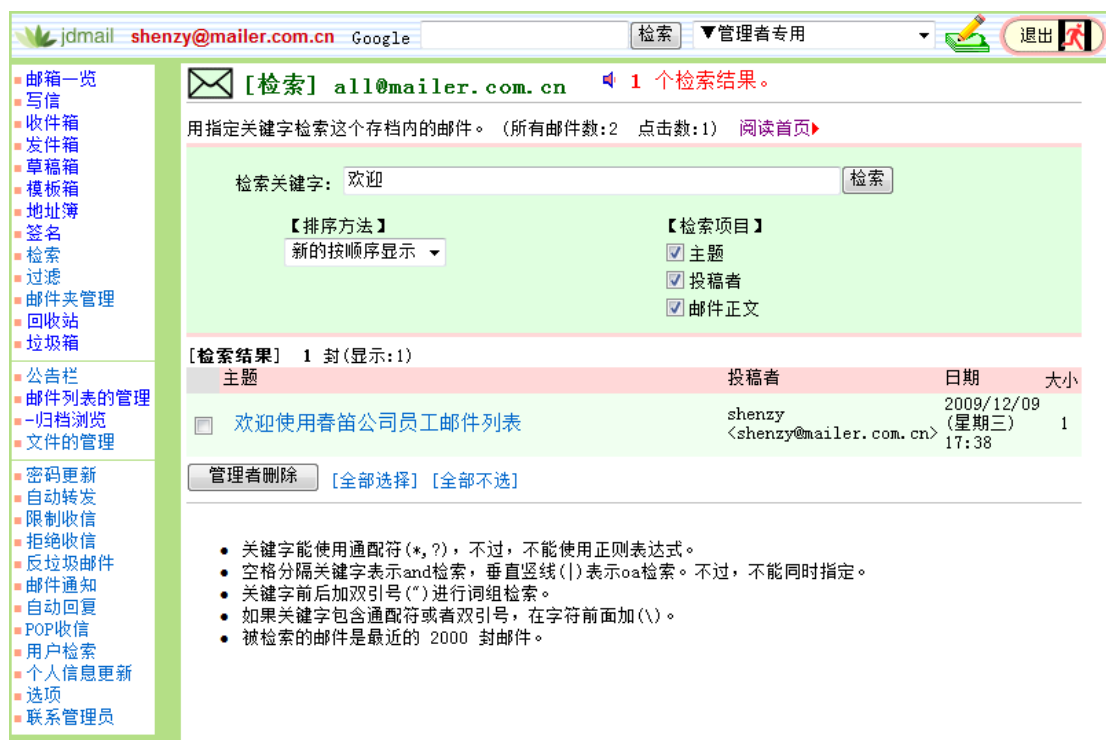 jdmail shenzy@mailer.com.cn Google 检索 ▼管理者专用 退出
邮箱一览
写信
收件箱
发件箱
草稿箱
模板箱
地址簿
签名
检索
过滤
邮件夹管理
回收站
垃圾箱
公告栏
邮件列表的管理
-归档浏览
文件的管理
密码更新
自动转发
限制收信
拒绝收信
反垃圾邮件
邮件通知
自动回复
POP收信
用户检索
个人信息更新
选项
联系管理员
[检索] all@mailer.com.cn 1 个检索结果。
用指定关键字检索这个存档内的邮件。(所有邮件数:2 点击数:1) 阅读首页
检索关键字: 欢迎 检索
【排序方法】 【检索项目】
新的按顺序显示 主题
投稿者
邮件正文
[检索结果] 1 封(显示:1)
主题 投稿者 日期 大小
欢迎使用春笛公司员工邮件列表 shenzy <shenzy@mailer.com.cn> 2009/12/09 (星期三) 17:38 1
管理者删除 [全部选择] [全部不选]
● 关键字能使用通配符(*,?),不过,不能使用正则表达式。
● 空格分隔关键字表示and检索,垂直竖线(|)表示oa检索。不过,不能同时指定。
● 关键字前后加双引号(")进行词组检索。
● 如果关键字包含通配符或者双引号,在字符前面加(\)。
● 被检索的邮件是最近的 2000 封邮件。